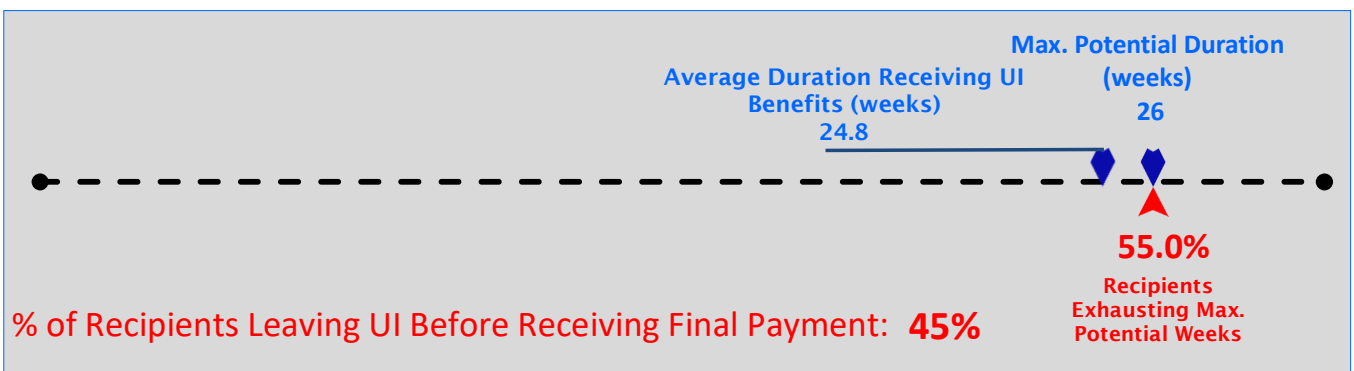 Max. Potential Duration
(weeks)
26
Average Duration Receiving UI
Benefits (weeks)
24.8
55.0%
Recipients
Exhausting Max.
Potential Weeks
% of Recipients Leaving UI Before Receiving Final Payment: 45%